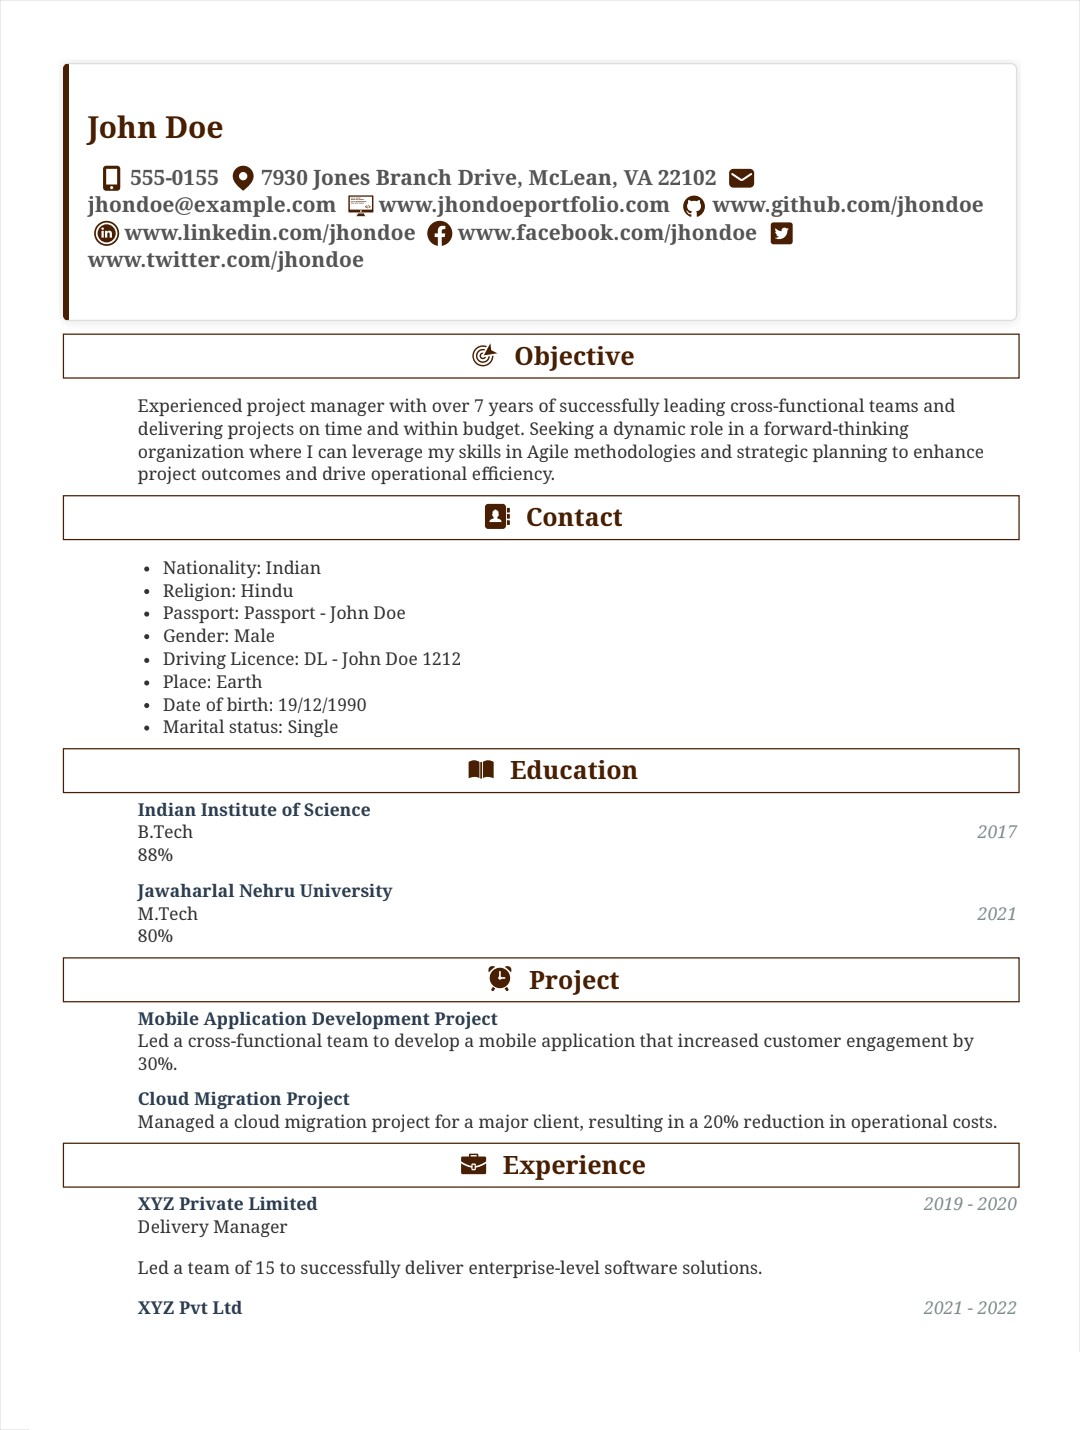 John Doe
555-0155 7930 Jones Branch Drive, McLean, VA 22102
jhondoe@example.com www.jhondoeportfolio.com www.github.com/jhondoe
www.linkedin.com/jhondoe www.facebook.com/jhondoe
www.twitter.com/jhondoe
Objective
Experienced project manager with over 7 years of successfully leading cross-functional teams and
delivering projects on time and within budget. Seeking a dynamic role in a forward-thinking
organization where I can leverage my skills in Agile methodologies and strategic planning to enhance
project outcomes and drive operational efficiency.
Contact
• Nationality: Indian
• Religion: Hindu
• Passport: Passport - John Doe
• Gender: Male
• Driving Licence: DL - John Doe 1212
• Place: Earth
• Date of birth: 19/12/1990
• Marital status: Single
Education
Indian Institute of Science
B.Tech 2017
88%
Jawaharlal Nehru University
M.Tech 2021
80%
Project
Mobile Application Development Project
Led a cross-functional team to develop a mobile application that increased customer engagement by
30%.
Cloud Migration Project
Managed a cloud migration project for a major client, resulting in a 20% reduction in operational costs.
Experience
XYZ Private Limited 2019 - 2020
Delivery Manager
Led a team of 15 to successfully deliver enterprise-level software solutions.
XYZ Pvt Ltd 2021 - 2022